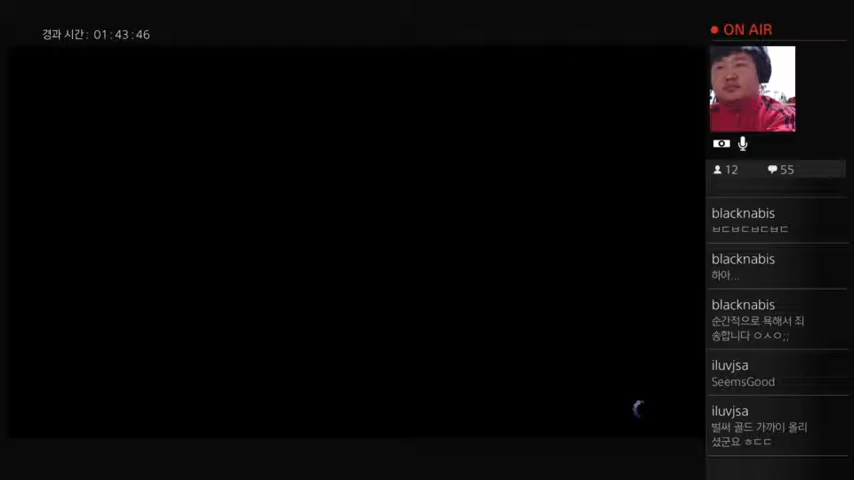 경과 시간: 01:43:46
ON AIR
12
55
blacknabis
ㅂㄷㅂㄷㅂㄷㅂㄷ
blacknabis
하아...
blacknabis
순간적으로 욕해서 죄
송합니다 ㅇㅅㅇ;;
iluvjsa
SeemsGood
iluvjsa
벌써 골드 가까이 올리
셨군요 ㅎㄷㄷ